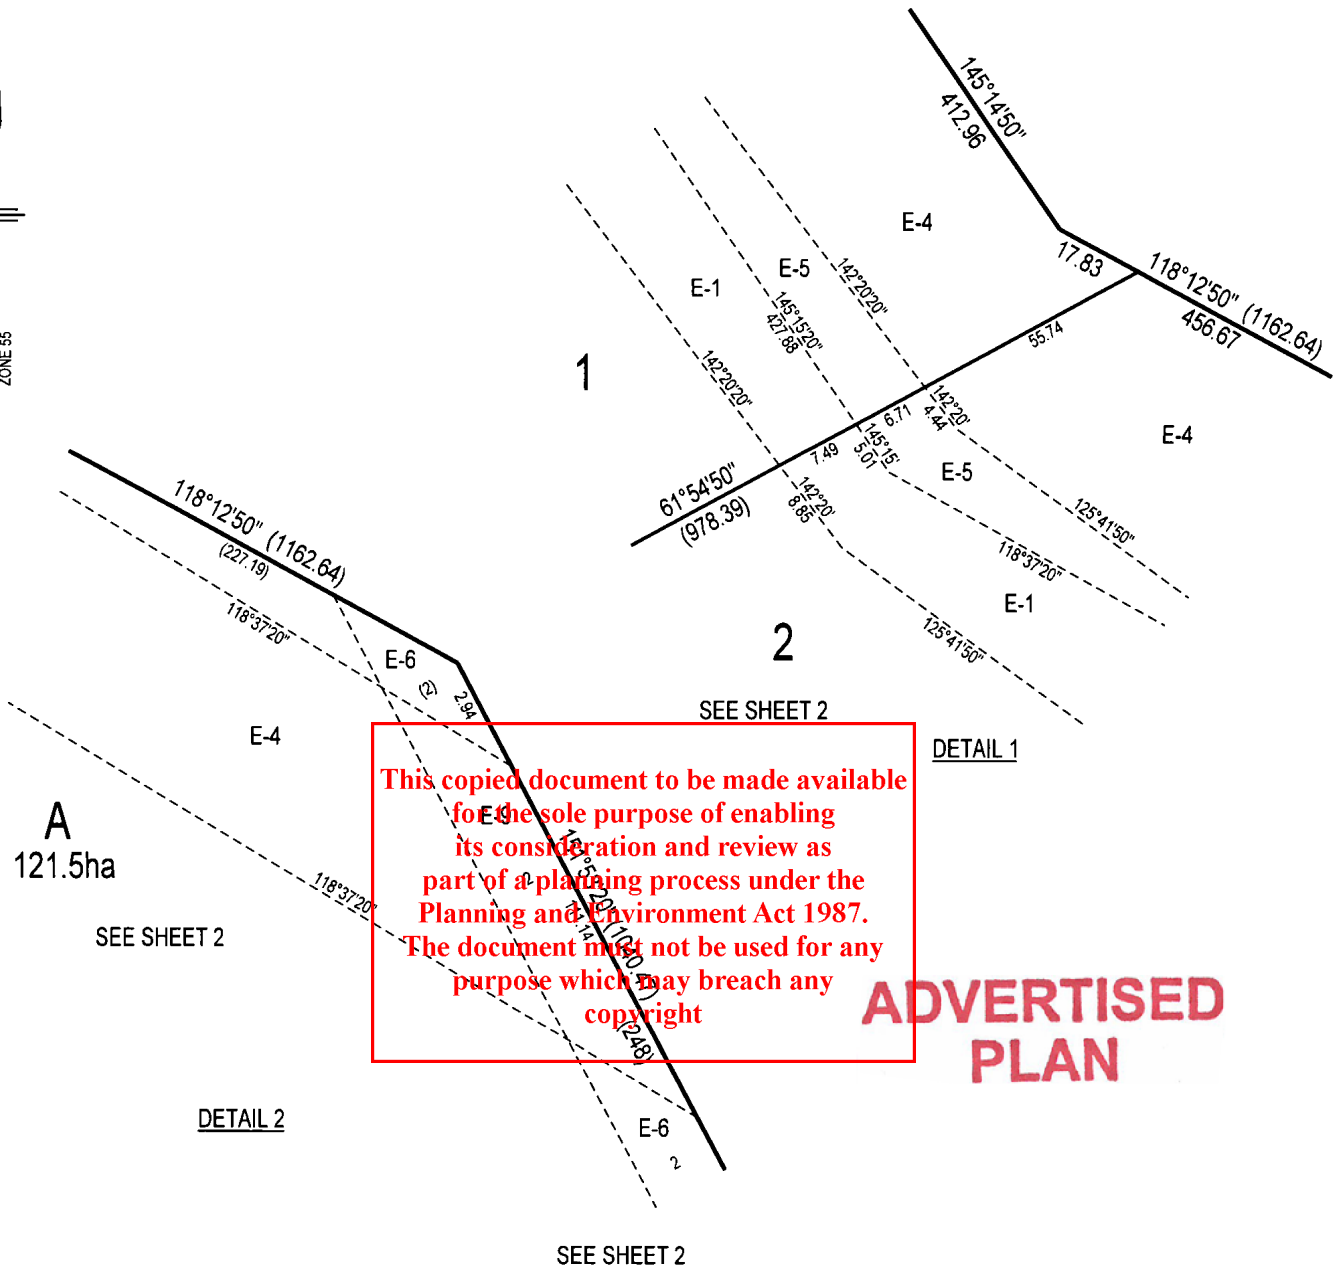 145°14'50"
412.96
E-4
17.83
118°12'50" (1162.64)
456.67
E-5
142°20'20"
E-1
145°15'20"
427.88
55.74
ZONE 55
1
142°20'20"
142°20'
4.44
6.71
145°15'
5.01
7.49
E-4
E-5
61°54'50"
(978.39)
142°20'
8.85
125°41'50"
118°37'20"
E-1
125°41'50"
2
SEE SHEET 2
DETAIL 1
118°12'50" (1162.64)
(227.19)
118°37'20"
E-6
(2)
2.94
E-4
A
121.5ha
118°37'20"
SEE SHEET 2
DETAIL 2
This copied document to be made available
for the sole purpose of enabling
its consideration and review as
part of a planning process under the
Planning and Environment Act 1987.
The document must not be used for any
purpose which may breach any
copyright
E-9
2
(248)
E-6
2
SEE SHEET 2
ADVERTISED
PLAN